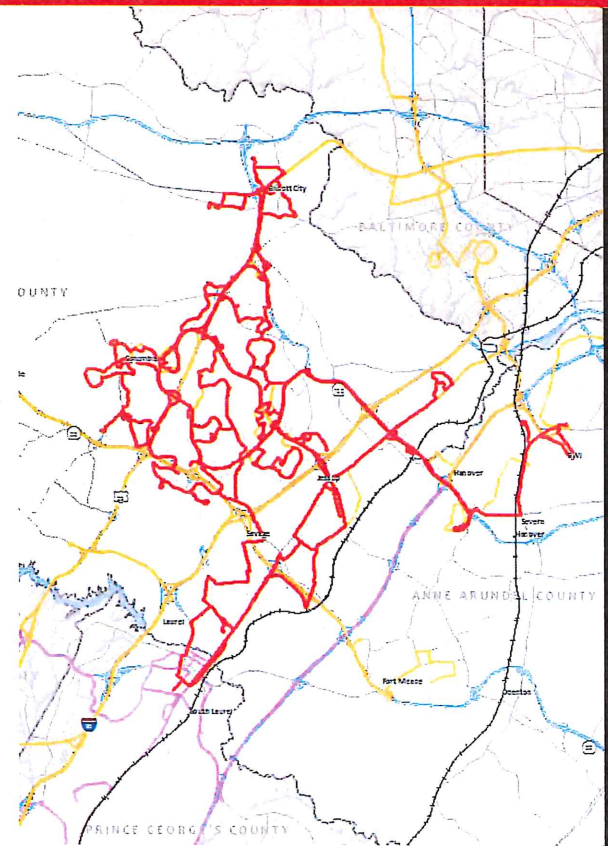 Ellicott City
BALTIMORE COUNTY
OUNTY
Columbia
BWI
Hanover
Jessup
Severn
Hanover
Savage
ANNE ARUNDEL COUNTY
Laurel
Fort Meade
Odenton
South Laurel
PRINCE GEORGE'S COUNTY